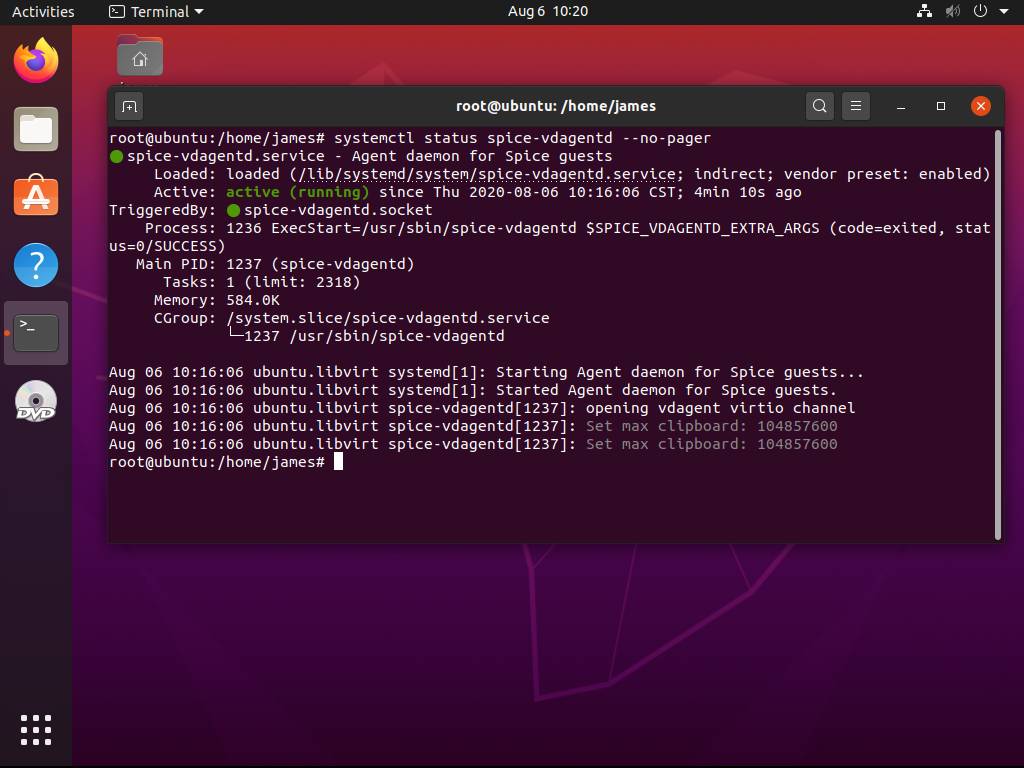 Activities Terminal Aug 6 10:20
root@ubuntu: /home/james
root@ubuntu:/home/james# systemctl status spice-vdagentd --no-pager
● spice-vdagentd.service - Agent daemon for Spice guests
Loaded: loaded (/lib/systemd/system/spice-vdagentd.service; indirect; vendor preset: enabled)
Active: active (running) since Thu 2020-08-06 10:16:06 CST; 4min 10s ago
TriggeredBy: ● spice-vdagentd.socket
Process: 1236 ExecStart=/usr/sbin/spice-vdagentd $SPICE_VDAGENTD_EXTRA_ARGS (code=exited, stat
us=0/SUCCESS)
Main PID: 1237 (spice-vdagentd)
Tasks: 1 (limit: 2318)
Memory: 584.0K
CGroup: /system.slice/spice-vdagentd.service
└─1237 /usr/sbin/spice-vdagentd
Aug 06 10:16:06 ubuntu.libvirt systemd[1]: Starting Agent daemon for Spice guests...
Aug 06 10:16:06 ubuntu.libvirt systemd[1]: Started Agent daemon for Spice guests.
Aug 06 10:16:06 ubuntu.libvirt spice-vdagentd[1237]: opening vdagent virtio channel
Aug 06 10:16:06 ubuntu.libvirt spice-vdagentd[1237]: Set max clipboard: 104857600
Aug 06 10:16:06 ubuntu.libvirt spice-vdagentd[1237]: Set max clipboard: 104857600
root@ubuntu:/home/james#
>_
DVD